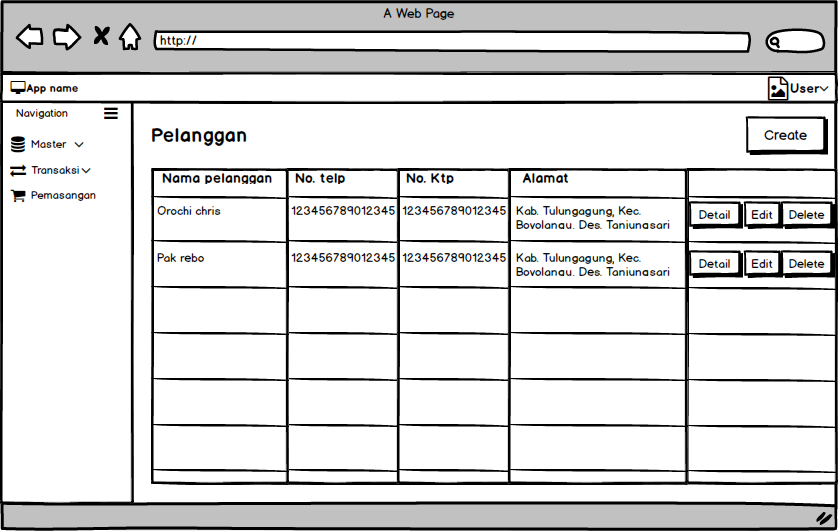 A Web Page
http://
App name
User
Navigation
Master
Transaksi
Pemasangan
Pelanggan
Create
Nama pelanggan No. telp No. Ktp Alamat
Orochi chris 123456789012345 123456789012345 Kab. Tulungagung, Kec.
Boyolangu. Des. Tanjungsari
Detail Edit Delete
Pak rebo 123456789012345 123456789012345 Kab. Tulungagung, Kec.
Boyolangu. Des. Tanjungsari
Detail Edit Delete